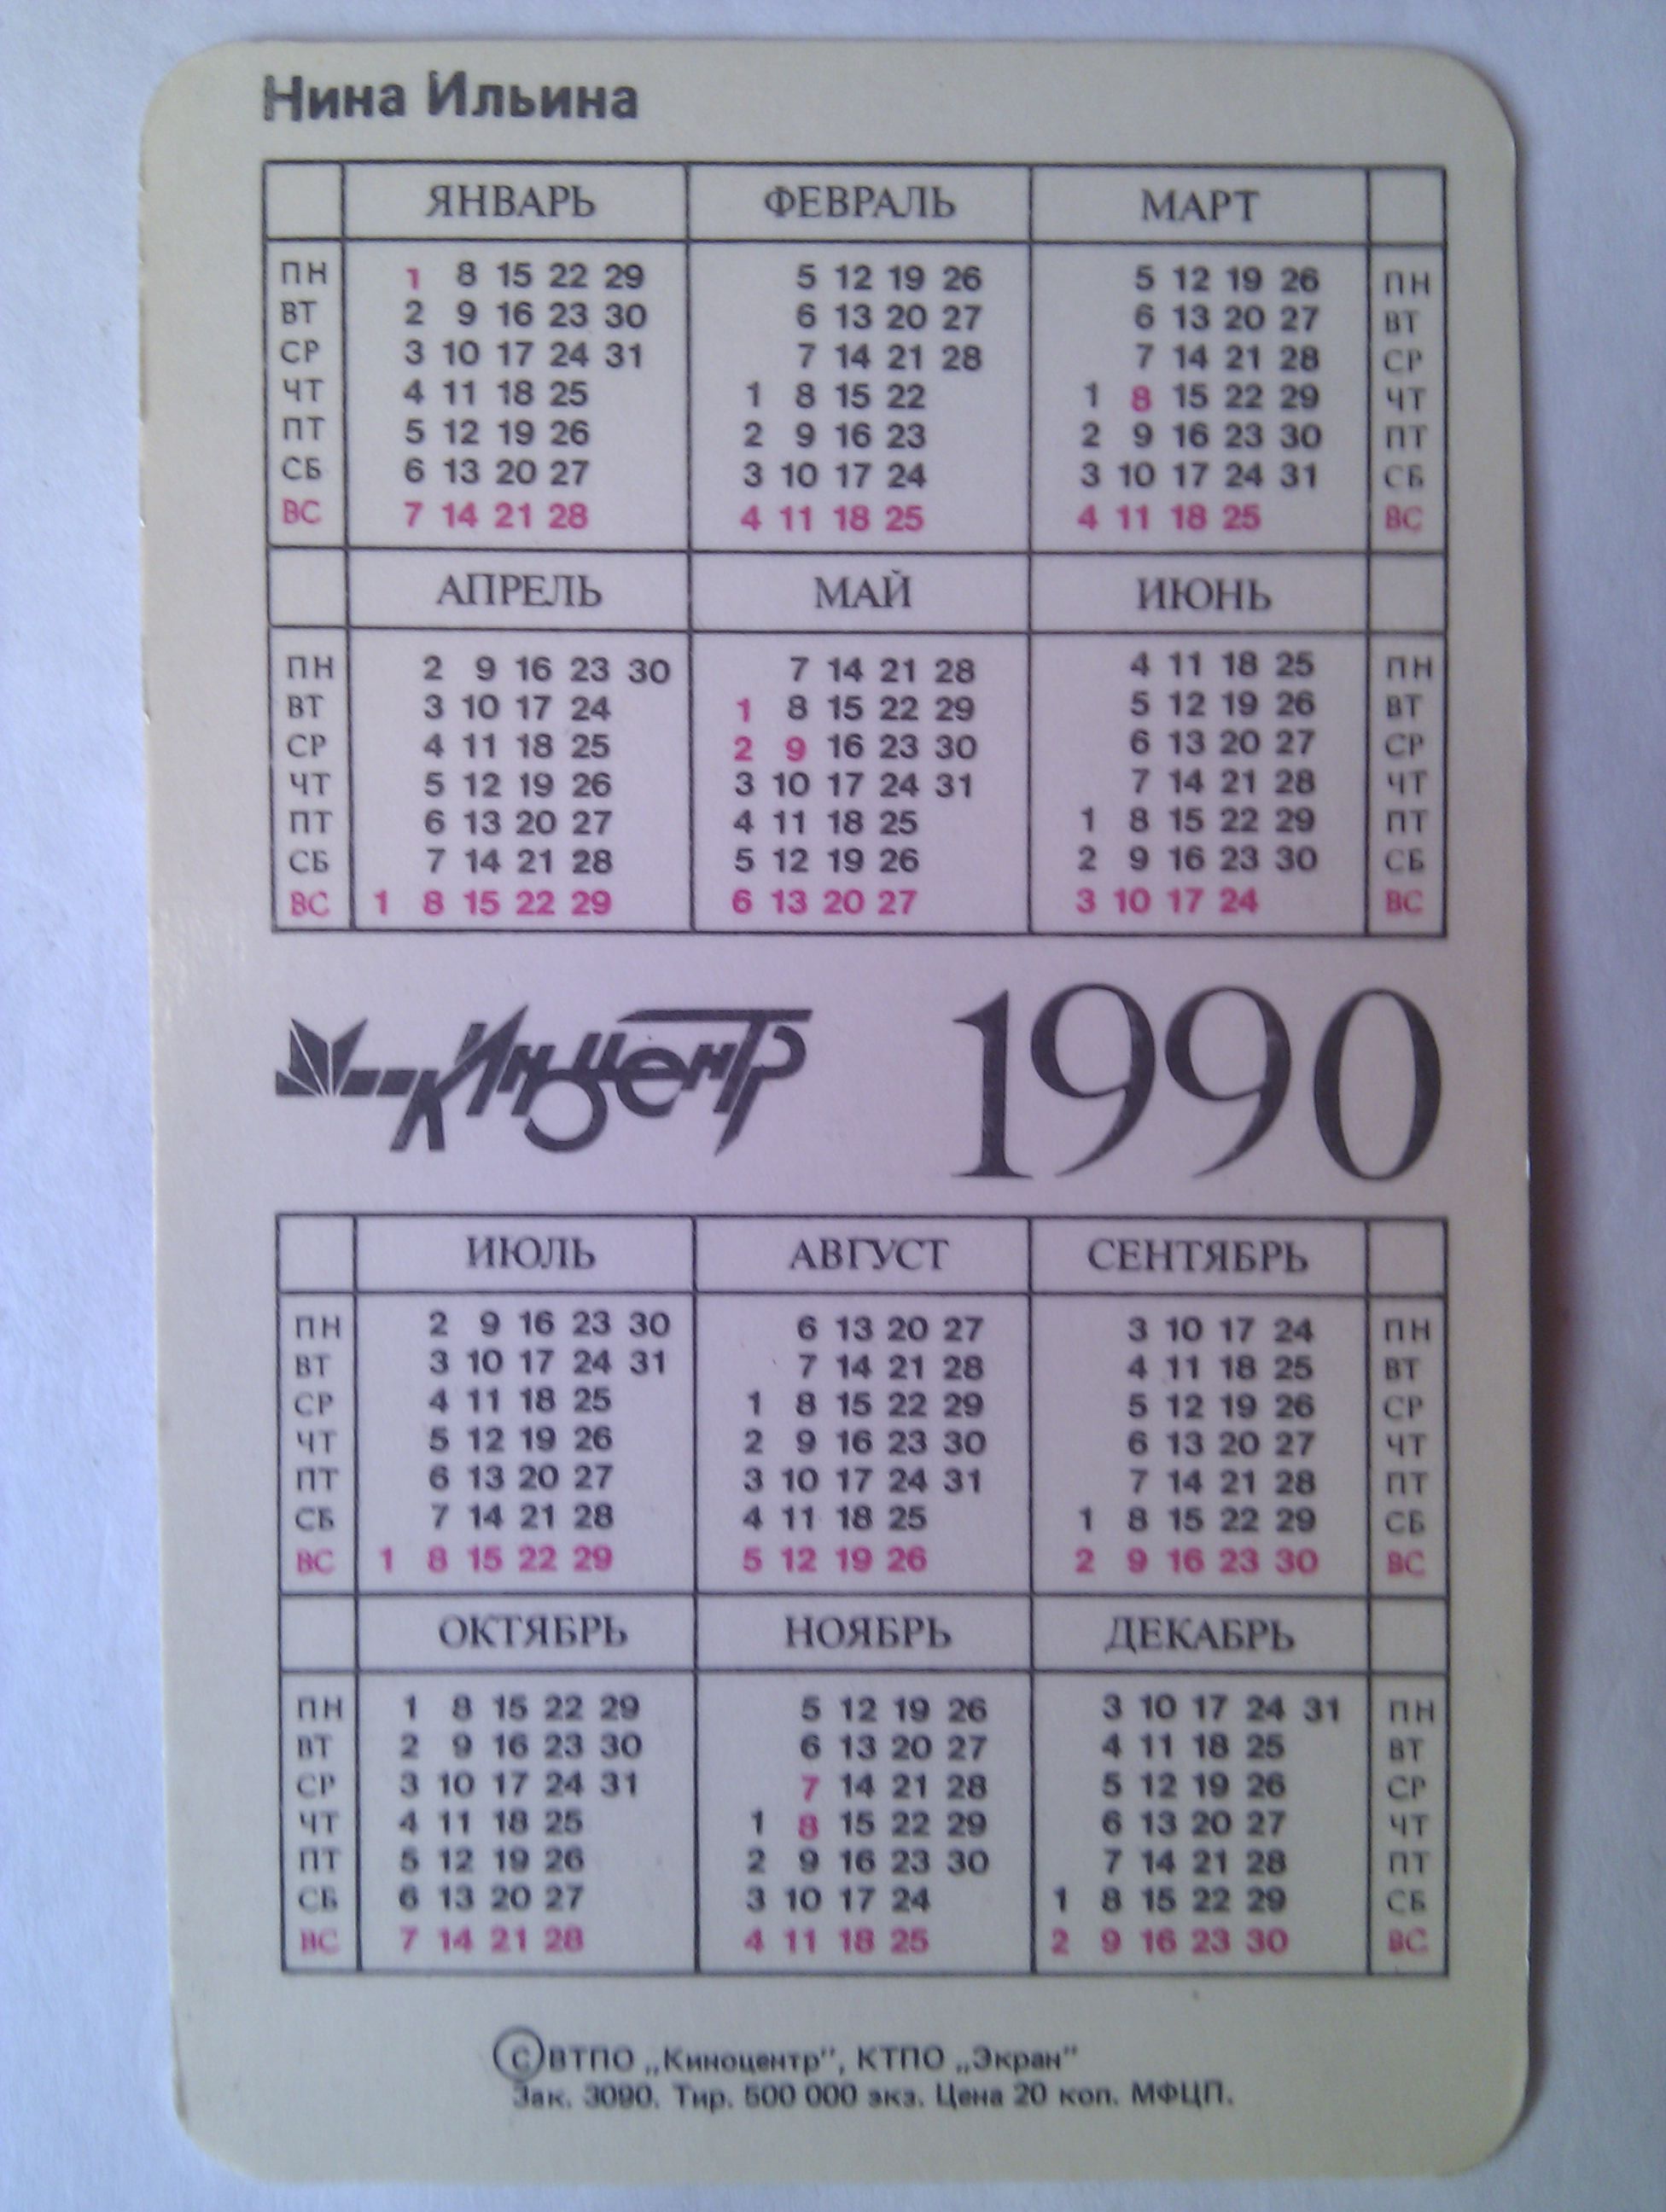 Нина Ильина
ЯНВАРЬ ФЕВРАЛЬ МАРТ
ПН 1 8 15 22 29 5 12 19 26 5 12 19 26 ПН
ВТ 2 9 16 23 30 6 13 20 27 6 13 20 27 ВТ
СР 3 10 17 24 31 7 14 21 28 7 14 21 28 СР
ЧТ 4 11 18 25 1 8 15 22 1 8 15 22 29 ЧТ
ПТ 5 12 19 26 2 9 16 23 2 9 16 23 30 ПТ
СБ 6 13 20 27 3 10 17 24 3 10 17 24 31 СБ
ВС 7 14 21 28 4 11 18 25 4 11 18 25 ВС
АПРЕЛЬ МАЙ ИЮНЬ
ПН 2 9 16 23 30 7 14 21 28 4 11 18 25 ПН
ВТ 3 10 17 24 1 8 15 22 29 5 12 19 26 ВТ
СР 4 11 18 25 2 9 16 23 30 6 13 20 27 СР
ЧТ 5 12 19 26 3 10 17 24 31 7 14 21 28 ЧТ
ПТ 6 13 20 27 4 11 18 25 1 8 15 22 29 ПТ
СБ 7 14 21 28 5 12 19 26 2 9 16 23 30 СБ
ВС 1 8 15 22 29 6 13 20 27 3 10 17 24 ВС
Киноцентр 1990
ИЮЛЬ АВГУСТ СЕНТЯБРЬ
ПН 2 9 16 23 30 6 13 20 27 3 10 17 24 ПН
ВТ 3 10 17 24 31 7 14 21 28 4 11 18 25 ВТ
СР 4 11 18 25 1 8 15 22 29 5 12 19 26 СР
ЧТ 5 12 19 26 2 9 16 23 30 6 13 20 27 ЧТ
ПТ 6 13 20 27 3 10 17 24 31 7 14 21 28 ПТ
СБ 7 14 21 28 4 11 18 25 1 8 15 22 29 СБ
ВС 1 8 15 22 29 5 12 19 26 2 9 16 23 30 ВС
ОКТЯБРЬ НОЯБРЬ ДЕКАБРЬ
ПН 1 8 15 22 29 5 12 19 26 3 10 17 24 31 ПН
ВТ 2 9 16 23 30 6 13 20 27 4 11 18 25 ВТ
СР 3 10 17 24 31 7 14 21 28 5 12 19 26 СР
ЧТ 4 11 18 25 1 8 15 22 29 6 13 20 27 ЧТ
ПТ 5 12 19 26 2 9 16 23 30 7 14 21 28 ПТ
СБ 6 13 20 27 3 10 17 24 1 8 15 22 29 СБ
ВС 7 14 21 28 4 11 18 25 2 9 16 23 30 ВС
© ВТПО „Киноцентр”, КТПО „Экран”
Зак. 3090. Тир. 500 000 экз. Цена 20 коп. МФЦП.